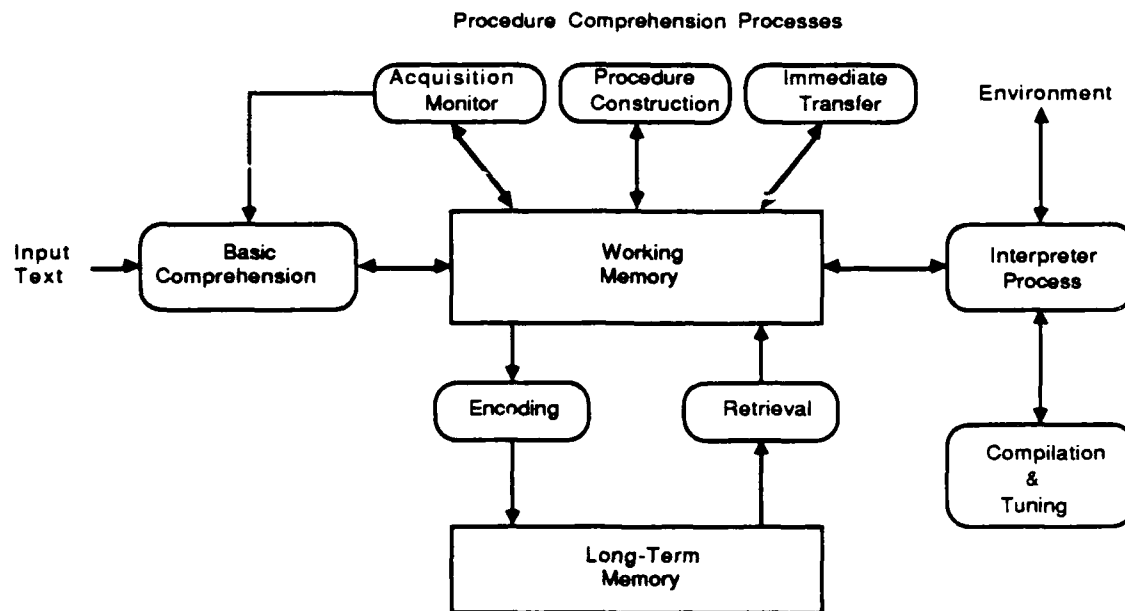 Procedure Comprehension Processes
Acquisition
Monitor
Procedure
Construction
Immediate
Transfer
Environment
Input
Text
Basic
Comprehension
Working
Memory
Interpreter
Process
Encoding
Retrieval
Compilation
&
Tuning
Long-Term
Memory